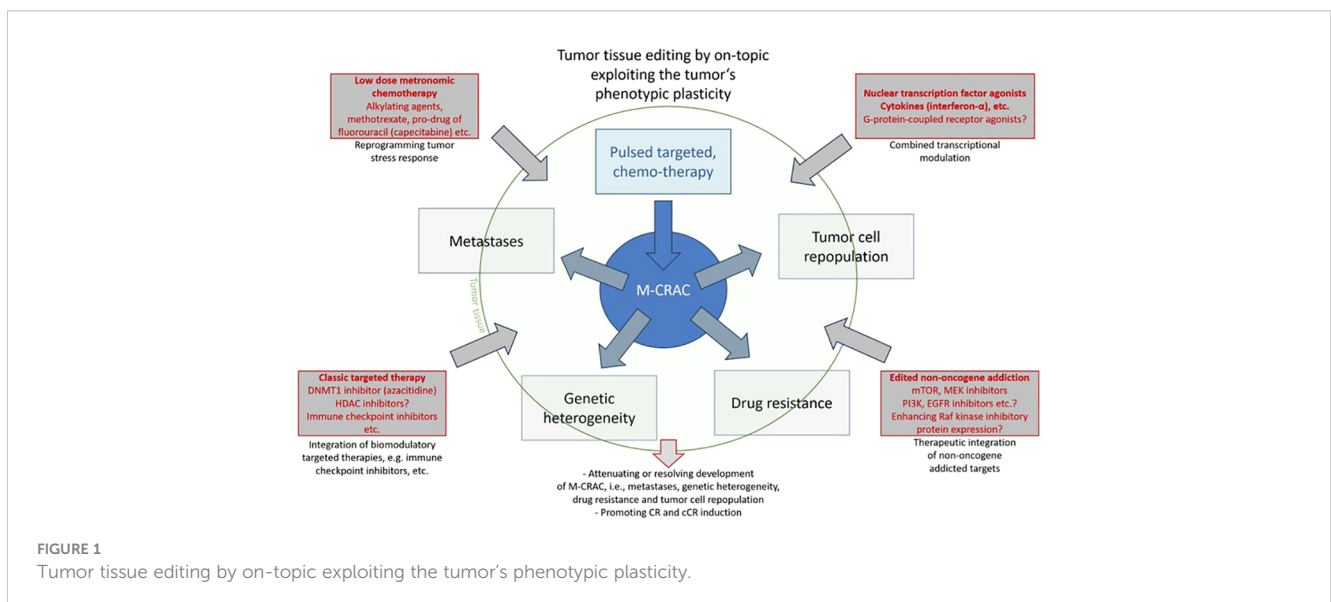 Tumor tissue editing by on-topic
exploiting the tumor's
phenotypic plasticity
Low dose metronomic
chemotherapy
Alkylating agents,
methotrexate, pro-drug of
fluorouracil (capecitabine) etc.
Reprogramming tumor
stress response
Nuclear transcription factor agonists
Cytokines (interferon-α), etc.
G-protein-coupled receptor agonists?
Combined transcriptional
modulation
Pulsed targeted,
chemo-therapy
Metastases
Tumor cell
repopulation
M-CRAC
Tumor tissue
Genetic
heterogeneity
Drug resistance
Classic targeted therapy
DNMT1 inhibitor (azacitidine)
HDAC inhibitors?
Immune checkpoint inhibitors
etc.
Integration of biomodulatory
targeted therapies, e.g. immune
checkpoint inhibitors, etc.
Edited non-oncogene addiction
mTOR, MEK inhibitors
PI3K, EGFR inhibitors etc.?
Enhancing Raf kinase inhibitory
protein expression?
Therapeutic integration
of non-oncogene
addicted targets
- Attenuating or resolving development
of M-CRAC, i.e., metastases, genetic heterogeneity,
drug resistance and tumor cell repopulation
- Promoting CR and cCR induction
FIGURE 1
Tumor tissue editing by on-topic exploiting the tumor's phenotypic plasticity.